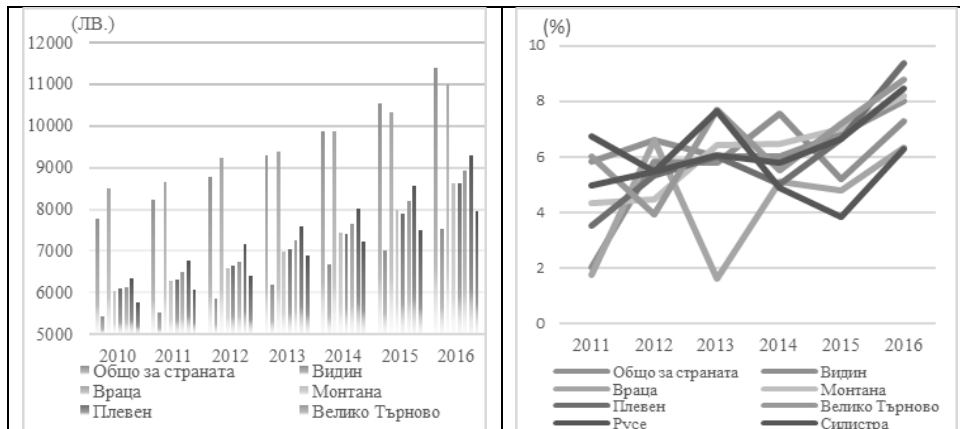 (ЛВ.)
12000
11000
10000
9000
8000
7000
6000
5000
2010 2011 2012 2013 2014 2015 2016
Общо за страната Видин
Враца Монтана
Плевен Велико Търново
(%)
10
8
6
4
2
0
2011 2012 2013 2014 2015 2016
Общо за страната Видин
Враца Монтана
Плевен Велико Търново
Русе Силистра